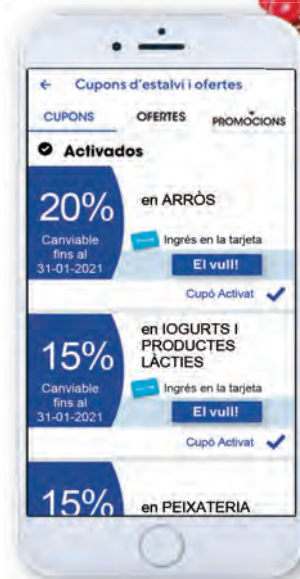 ← Cupons d'estalvi i ofertes
CUPONS OFERTES PROMOCIONS
Activados
20%
en ARRÒS
Canviable
fins al
31-01-2021
Ingrés en la tarjeta
El vull!
Cupó Activat
15%
en IOGURTS I
PRODUCTES
LÀCTIES
Canviable
fins al
31-01-2021
Ingrés en la tarjeta
El vull!
Cupó Activat
15%
en PEIXATERIA